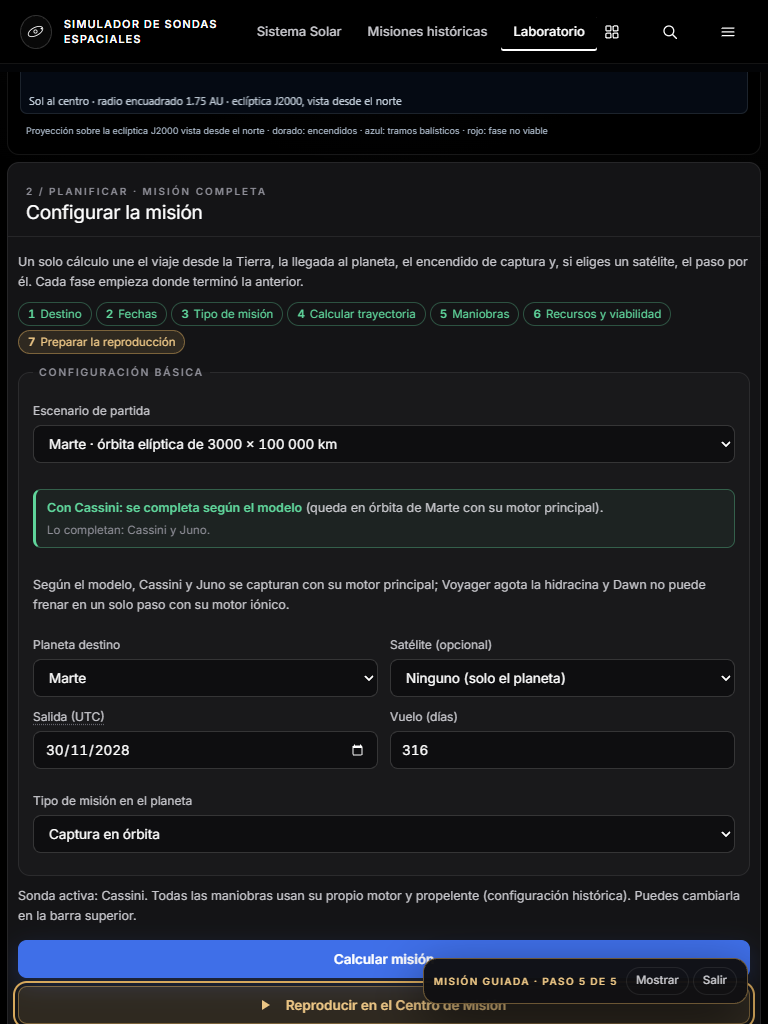 SIMULADOR DE SONDAS
ESPACIALES
Sistema Solar
Misiones históricas
Laboratorio
Sol al centro · radio encuadrado 1.75 AU · eclíptica J2000, vista desde el norte
Proyección sobre la eclíptica J2000 vista desde el norte · dorado: encendidos · azul: tramos balísticos · rojo: fase no viable
2 / PLANIFICAR · MISIÓN COMPLETA
Configurar la misión
Un solo cálculo une el viaje desde la Tierra, la llegada al planeta, el encendido de captura y, si eliges un satélite, el paso por
él. Cada fase empieza donde terminó la anterior.
1 Destino
2 Fechas
3 Tipo de misión
4 Calcular trayectoria
5 Maniobras
6 Recursos y viabilidad
7 Preparar la reproducción
CONFIGURACIÓN BÁSICA
Escenario de partida
Marte · órbita elíptica de 3000 × 100 000 km
Con Cassini: se completa según el modelo (queda en órbita de Marte con su motor principal).
Lo completan: Cassini y Juno.
Según el modelo, Cassini y Juno se capturan con su motor principal; Voyager agota la hidracina y Dawn no puede
frenar en un solo paso con su motor iónico.
Planeta destino
Satélite (opcional)
Marte
Ninguno (solo el planeta)
Salida (UTC)
Vuelo (días)
30/11/2028
316
Tipo de misión en el planeta
Captura en órbita
Sonda activa: Cassini. Todas las maniobras usan su propio motor y propelente (configuración histórica). Puedes cambiarla
en la barra superior.
Calcular misión
MISIÓN GUIADA · PASO 5 DE 5
Mostrar
Salir
Reproducir en el Centro de Misión